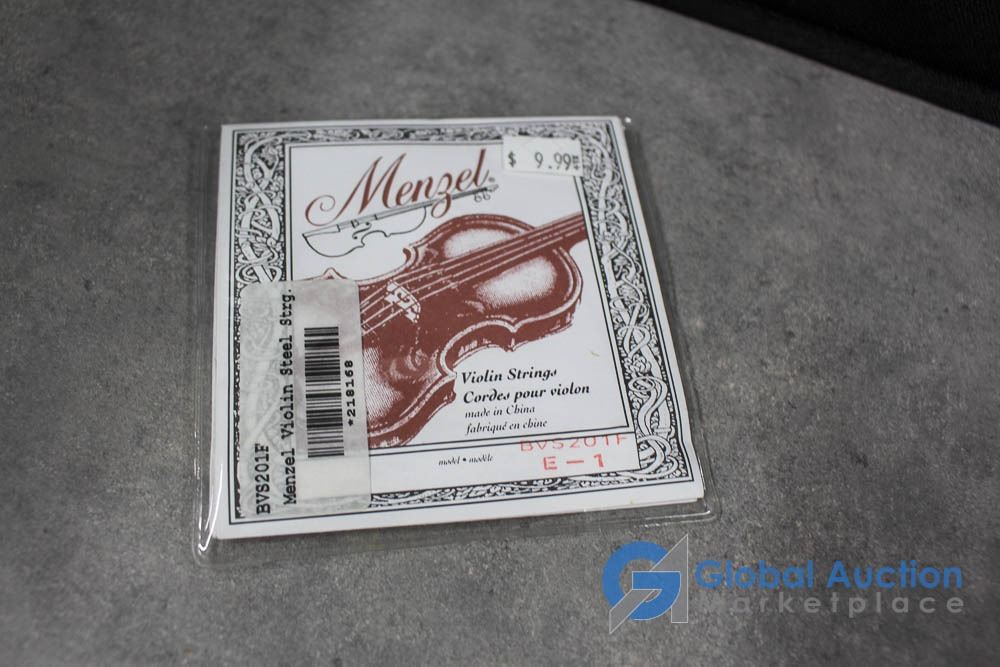 Menzel®
$ 9.99
BVS201F
Menzel Violin Steel Strg.
*218168
Violin Strings
Cordes pour violon
made in China
fabriqué en chine
model • modèle
BVS201F
E-1
Global Auction
Marketplace